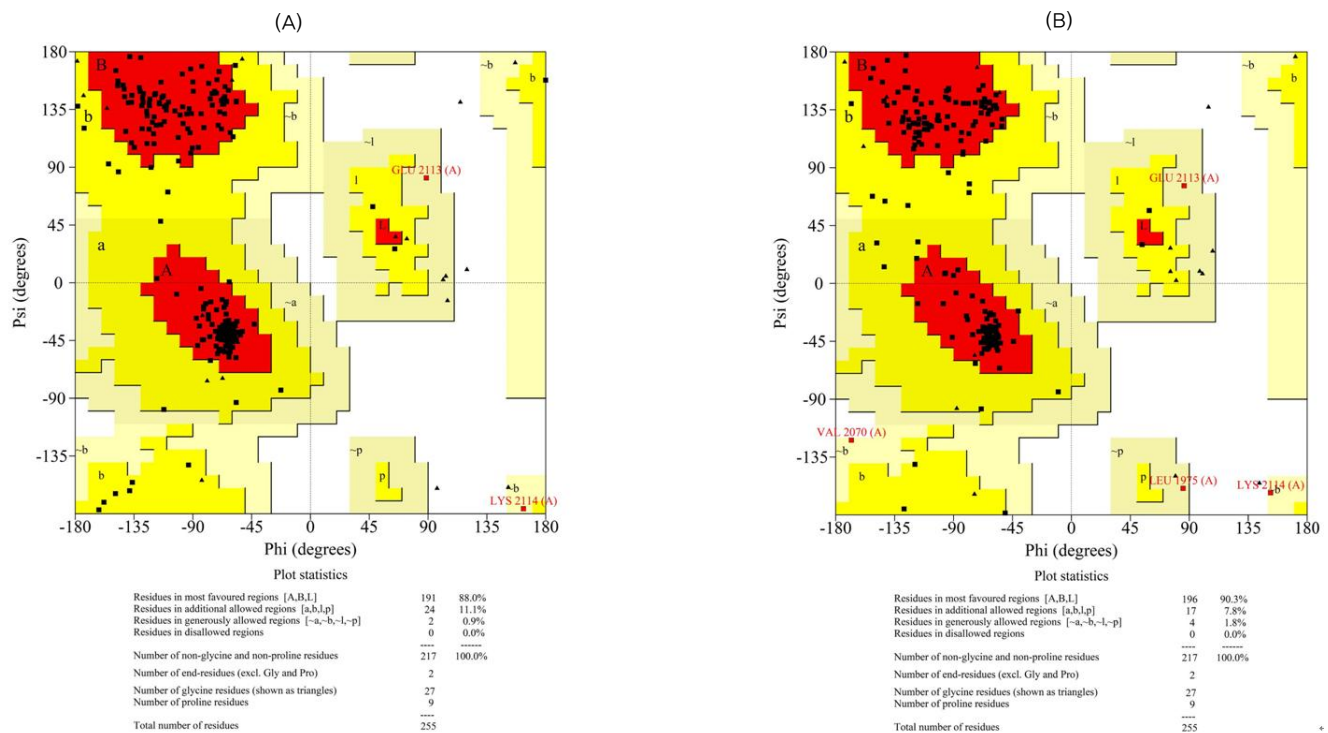 (A)
180
135
90
45
0
-45
-90
-135
-180
Psi (degrees)
B
b
~b
~b
b
~l
GLU 2113 (A)
l
L
a
A
~a
~b
b
~p
p
~b
LYS 2114 (A)
-180 -135 -90 -45 0 45 90 135 180
Phi (degrees)
Plot statistics
Residues in most favoured regions [A,B,L] 191 88.0%
Residues in additional allowed regions [a,b,l,p] 24 11.1%
Residues in generously allowed regions [~a,~b,~l,~p] 2 0.9%
Residues in disallowed regions 0 0.0%
---- ------
Number of non-glycine and non-proline residues 217 100.0%
Number of end-residues (excl. Gly and Pro) 2
Number of glycine residues (shown as triangles) 27
Number of proline residues 9
----
Total number of residues 255
(B)
180
135
90
45
0
-45
-90
-135
-180
Psi (degrees)
B
b
~b
~b
b
~l
GLU 2113 (A)
l
L
a
A
~a
VAL 2070 (A)
~b
b
~p
p
LEU 1975 (A)
LYS 2114 (A)
~b
-180 -135 -90 -45 0 45 90 135 180
Phi (degrees)
Plot statistics
Residues in most favoured regions [A,B,L] 196 90.3%
Residues in additional allowed regions [a,b,l,p] 17 7.8%
Residues in generously allowed regions [~a,~b,~l,~p] 4 1.8%
Residues in disallowed regions 0 0.0%
---- ------
Number of non-glycine and non-proline residues 217 100.0%
Number of end-residues (excl. Gly and Pro) 2
Number of glycine residues (shown as triangles) 27
Number of proline residues 9
----
Total number of residues 255